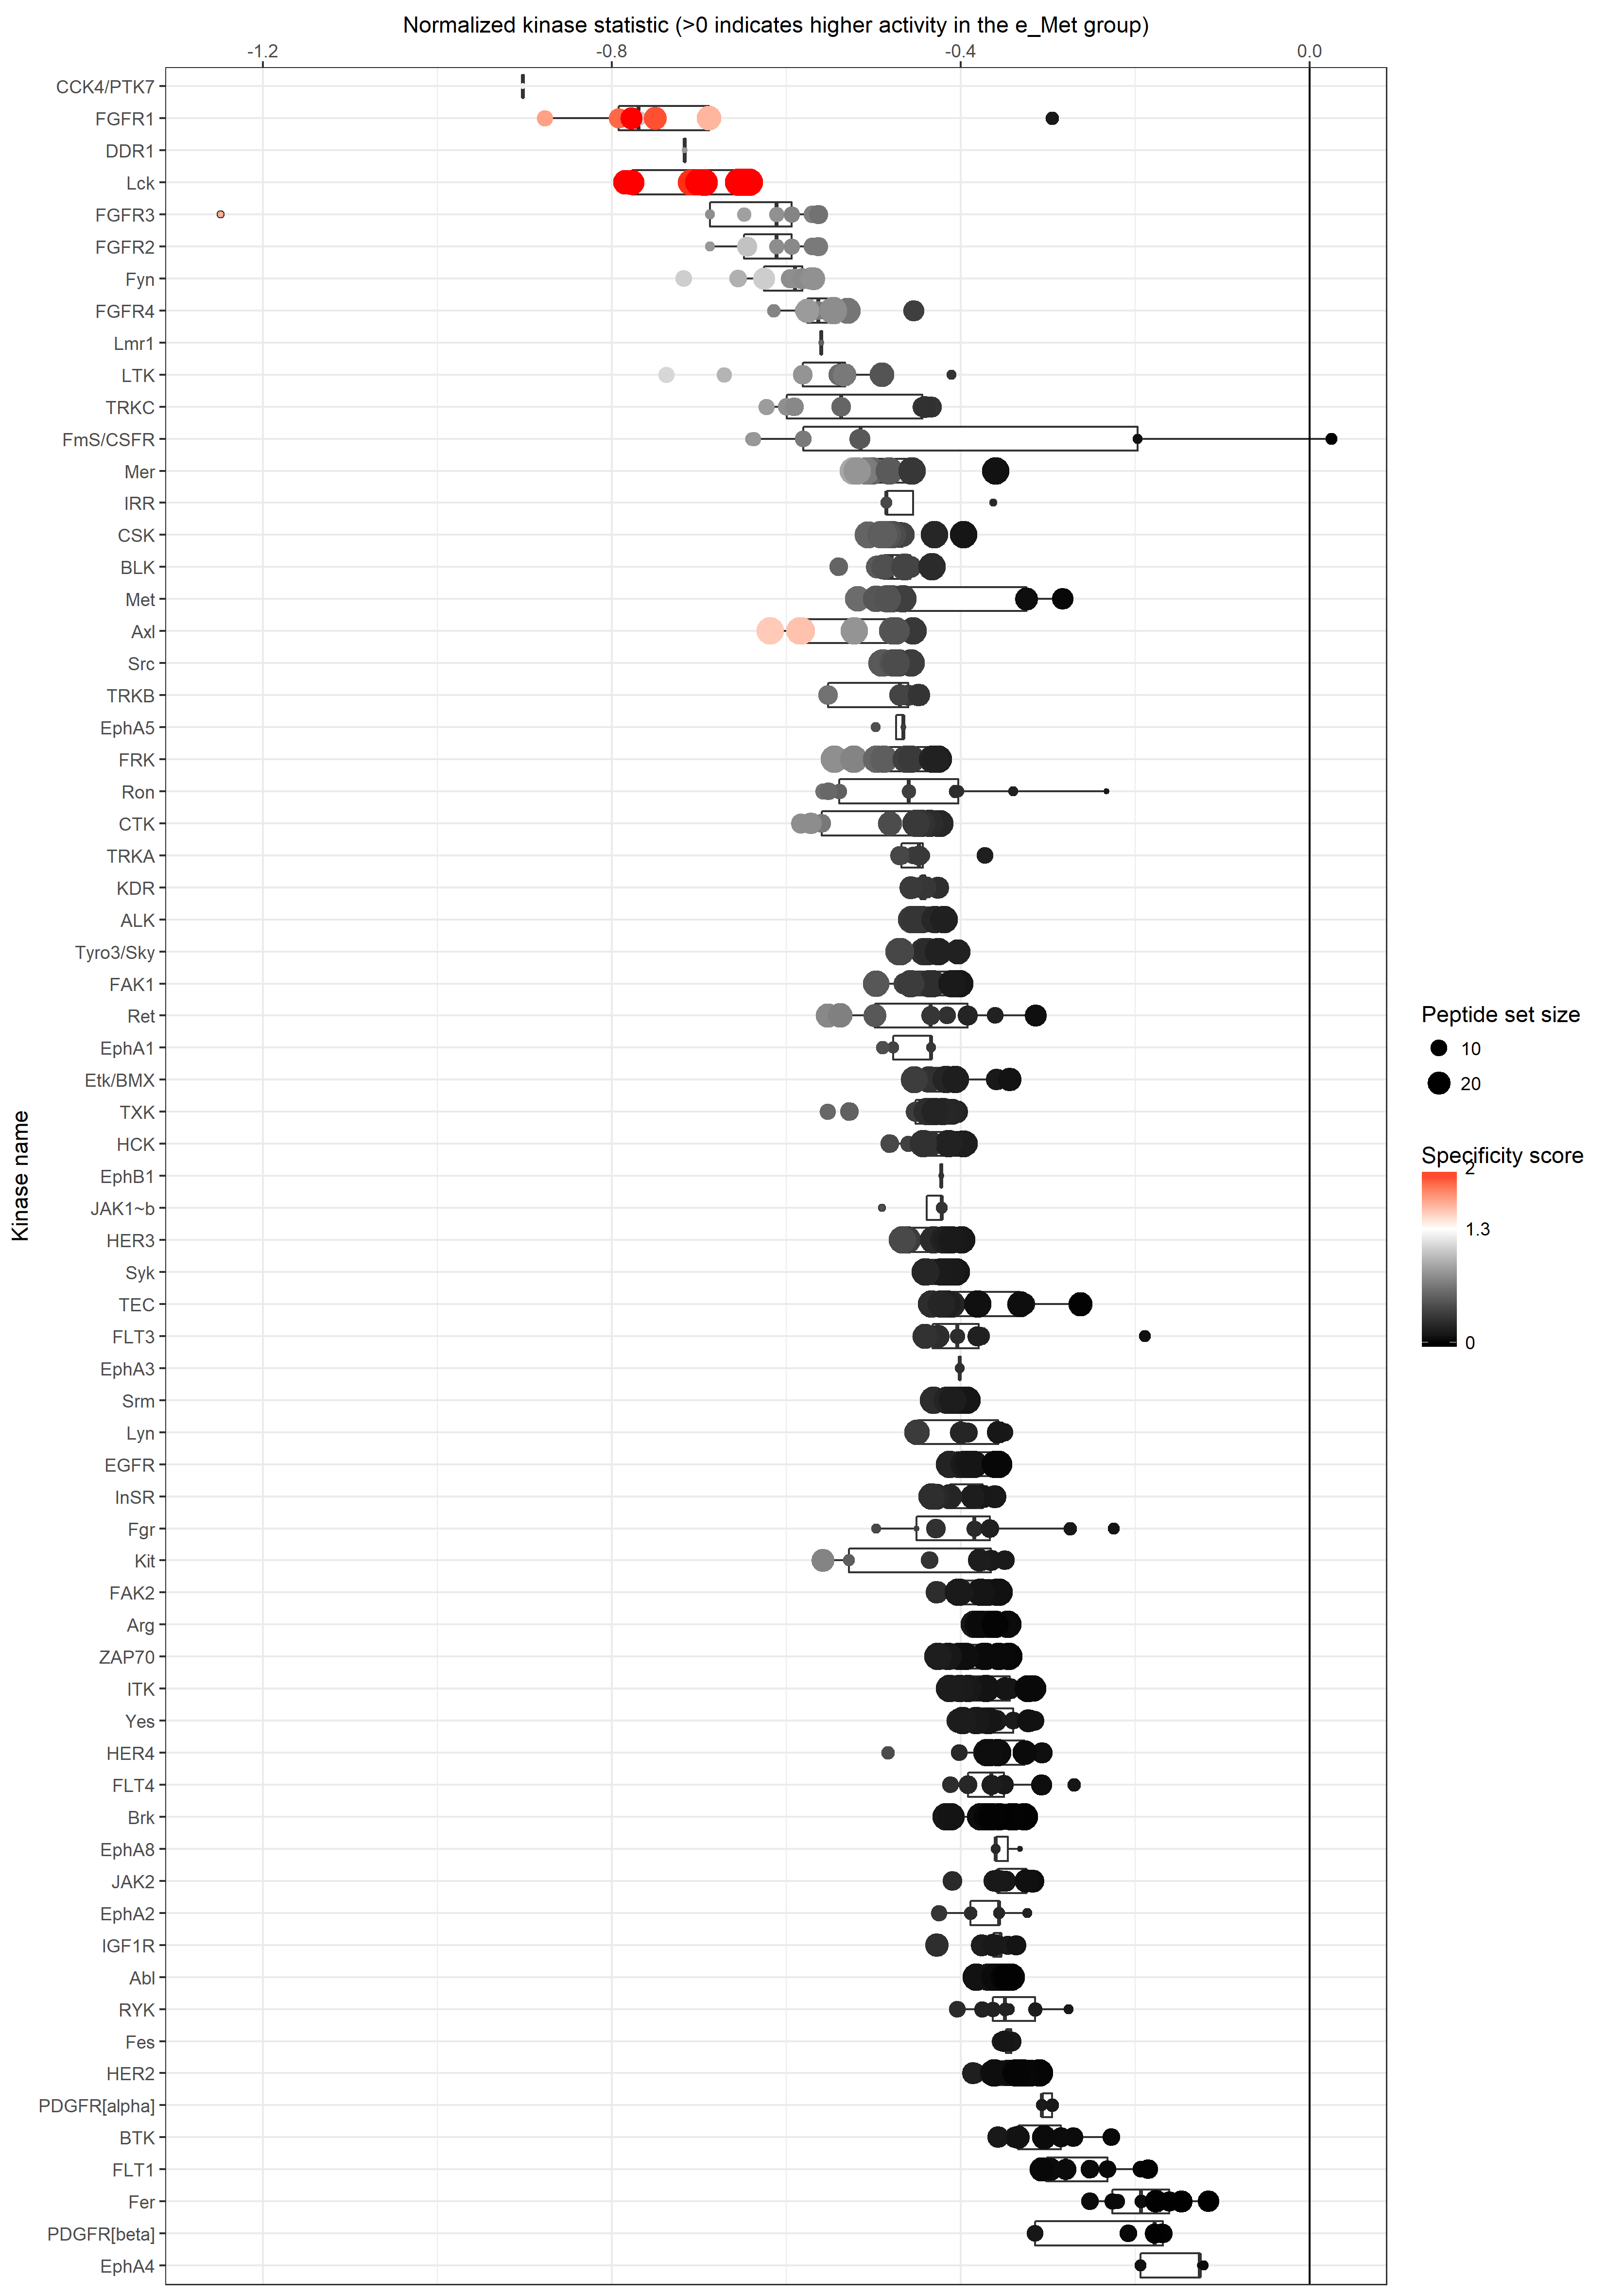 Normalized kinase statistic (>0 indicates higher activity in the e_Met group)
-1.2 -0.8 -0.4 0.0
Kinase name
CCK4/PTK7
FGFR1
DDR1
Lck
FGFR3
FGFR2
Fyn
FGFR4
Lmr1
LTK
TRKC
FmS/CSFR
Mer
IRR
CSK
BLK
Met
Axl
Src
TRKB
EphA5
FRK
Ron
CTK
TRKA
KDR
ALK
Tyro3/Sky
FAK1
Ret
EphA1
Etk/BMX
TXK
HCK
EphB1
JAK1~b
HER3
Syk
TEC
FLT3
EphA3
Srm
Lyn
EGFR
InSR
Fgr
Kit
FAK2
Arg
ZAP70
ITK
Yes
HER4
FLT4
Brk
EphA8
JAK2
EphA2
IGF1R
Abl
RYK
Fes
HER2
PDGFR[alpha]
BTK
FLT1
Fer
PDGFR[beta]
EphA4
Peptide set size
10
20
Specificity score
2
1.3
0